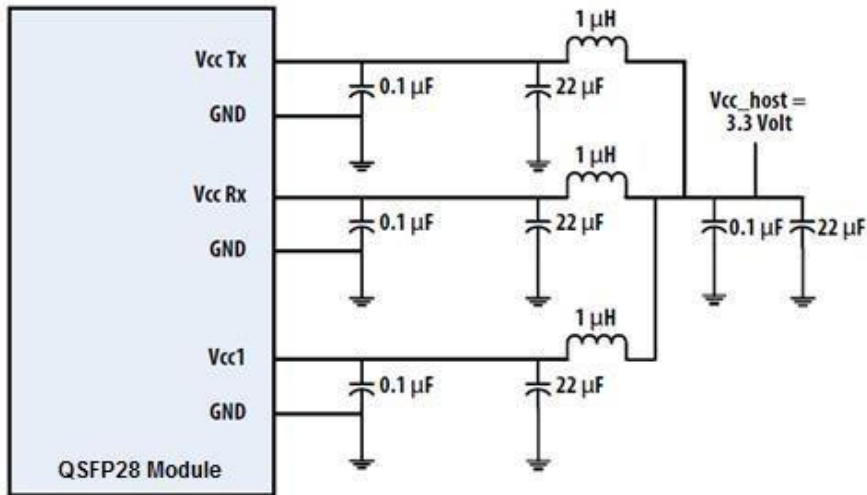 1 µH
Vcc Tx
0.1 µF
22 µF
GND
Vcc_host =
3.3 Volt
1 µH
Vcc Rx
0.1 µF
22 µF
0.1 µF
22 µF
GND
1 µH
Vcc1
0.1 µF
22 µF
GND
QSFP28 Module